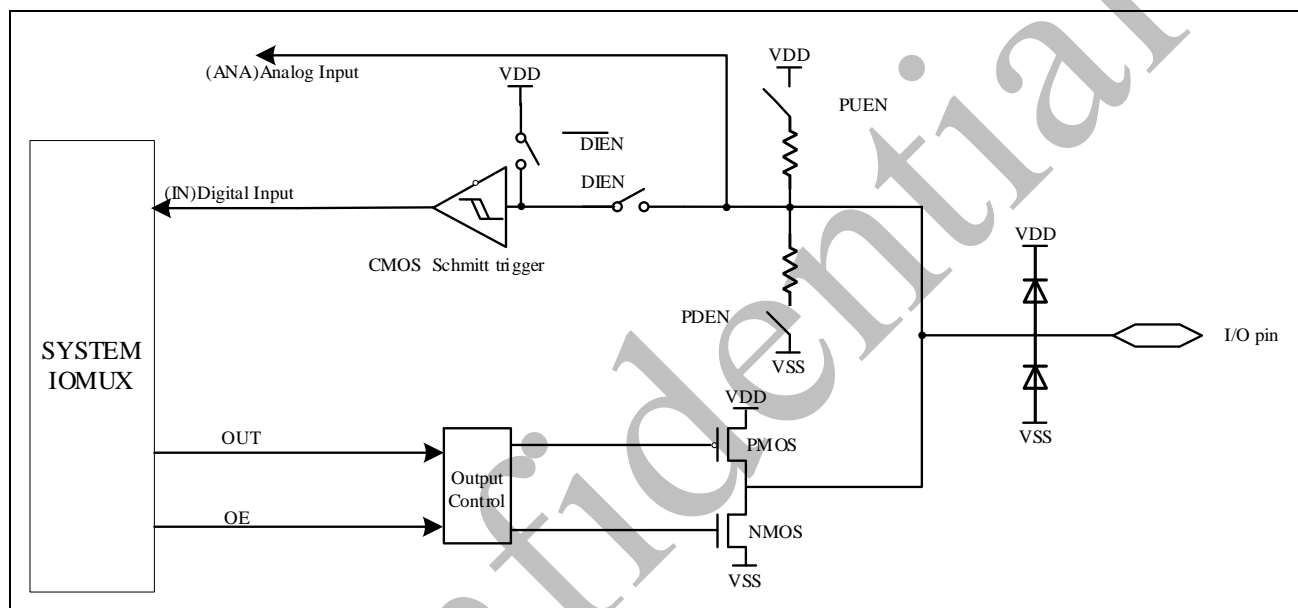 VDD
(ANA)Analog Input
VDD
PUEN
DIEN
DIEN
(IN)Digital Input
CMOS Schmitt trigger
VDD
PDEN
I/O pin
VSS
SYSTEM
IOMUX
VDD
VSS
OUT
PMOS
Output
Control
OE
NMOS
VSS
fidential